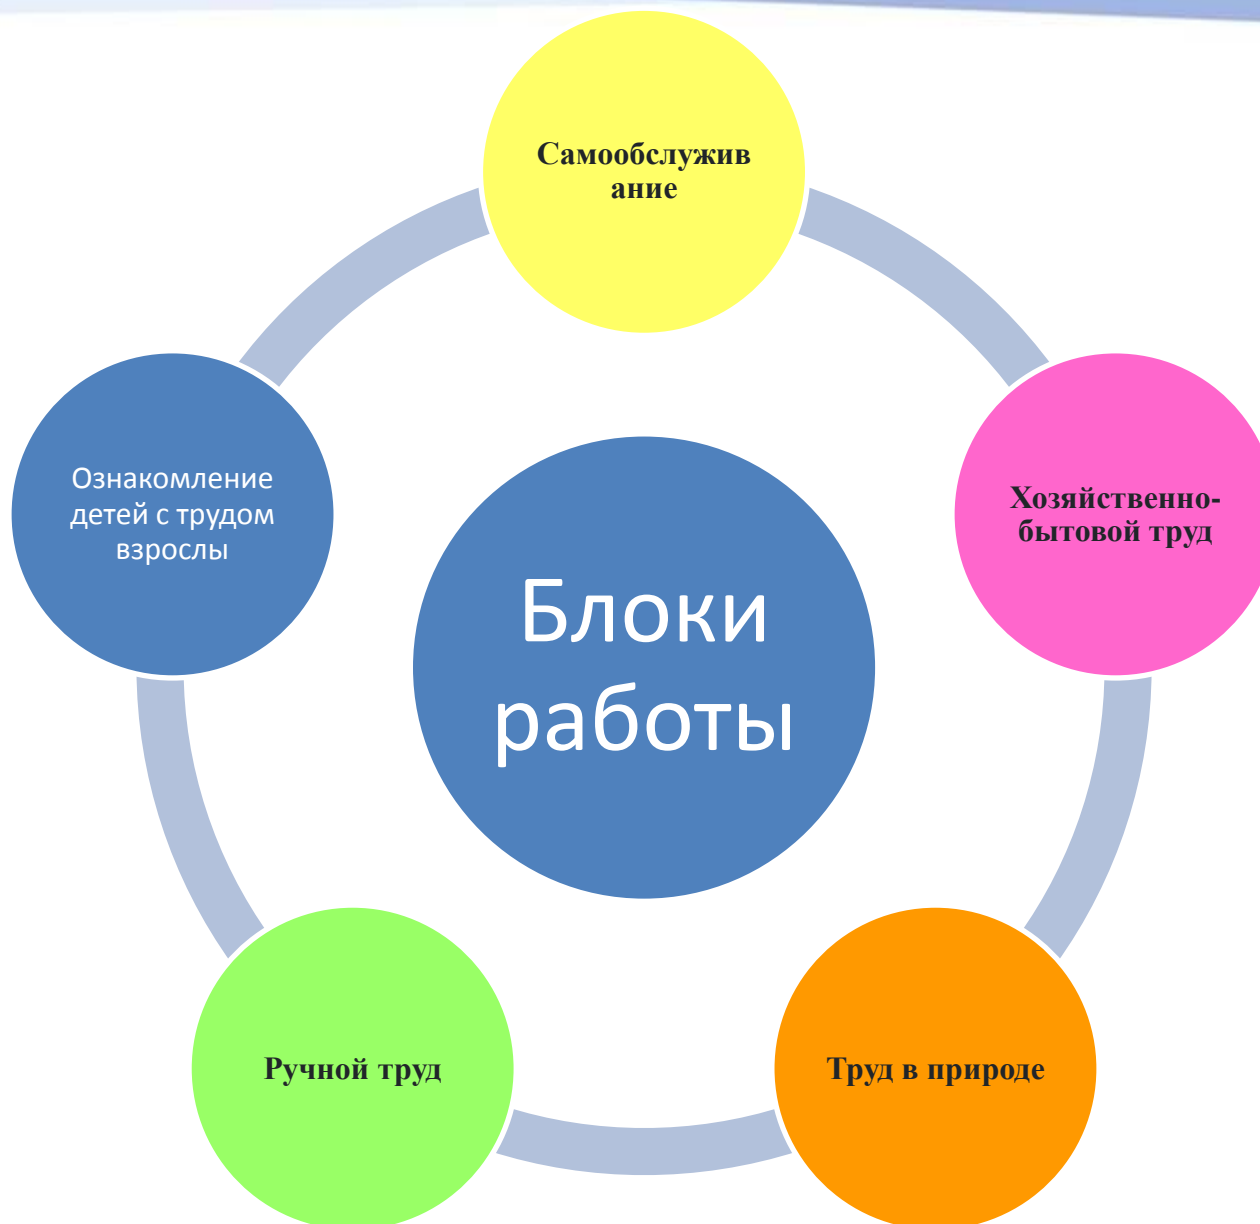 Самообслужив
ание
Хозяйственно-
бытовой труд
Труд в природе
Ручной труд
Ознакомление
детей с трудом
взрослы
Блоки
работы